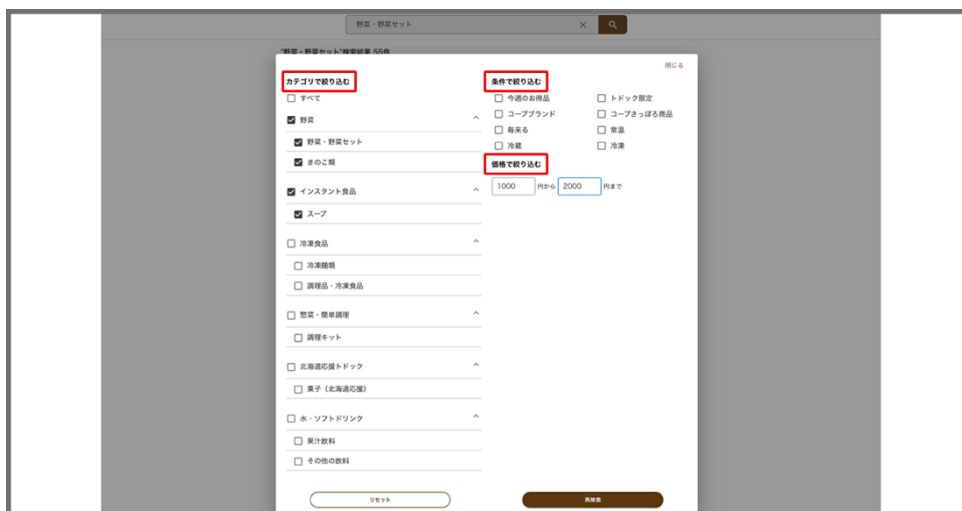 野菜・野菜セット
"野菜・野菜セット"検索結果 55件
閉じる
カテゴリで絞り込む
すべて
野菜
野菜・野菜セット
きのこ類
インスタント食品
スープ
冷凍食品
冷凍麺類
調理品・冷凍食品
惣菜・簡単調理
調理キット
北海道応援トドック
菓子（北海道応援）
水・ソフトドリンク
果汁飲料
その他の飲料
条件で絞り込む
今週のお得品 トドック限定
コープブランド コープさっぽろ商品
毎来る 常温
冷蔵 冷凍
価格で絞り込む
1000 円から 2000 円まで
リセット
再検索